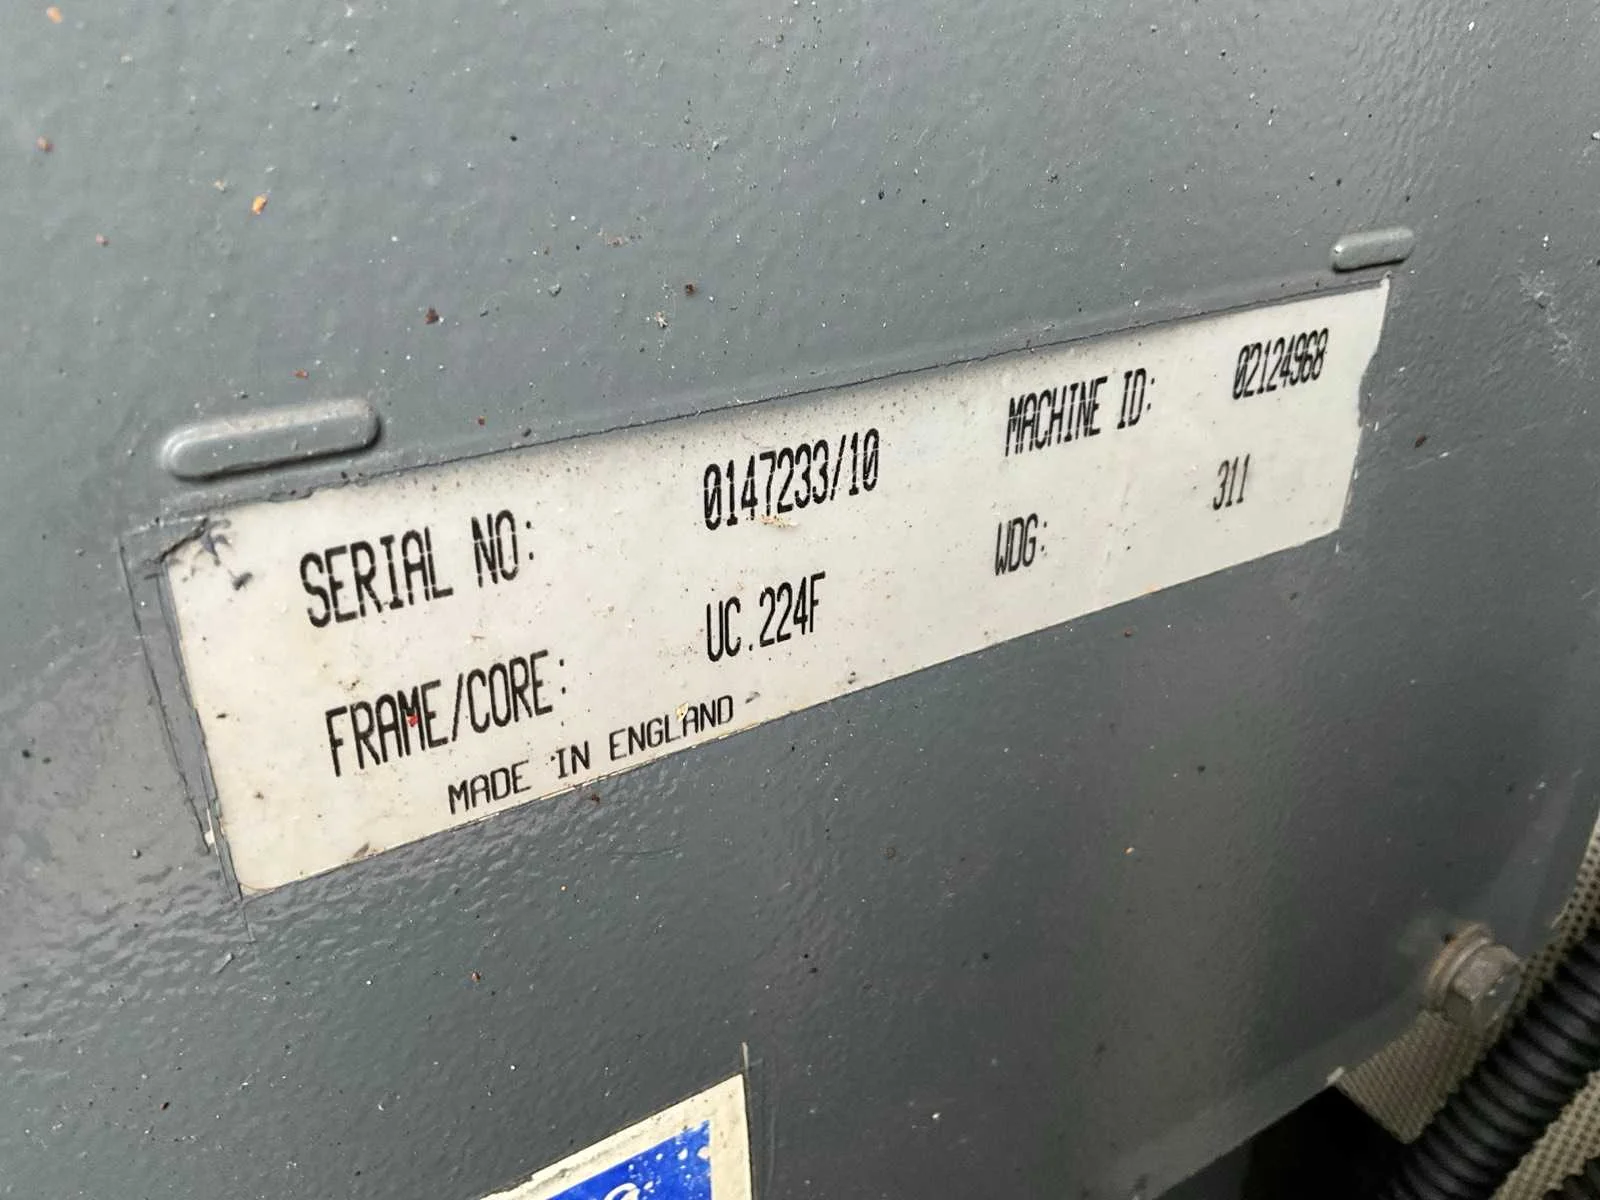 SERIAL NO: 0147233/10 MACHINE ID: 02124968
FRAME/CORE: UC.224F WDG: 311
MADE IN ENGLAND